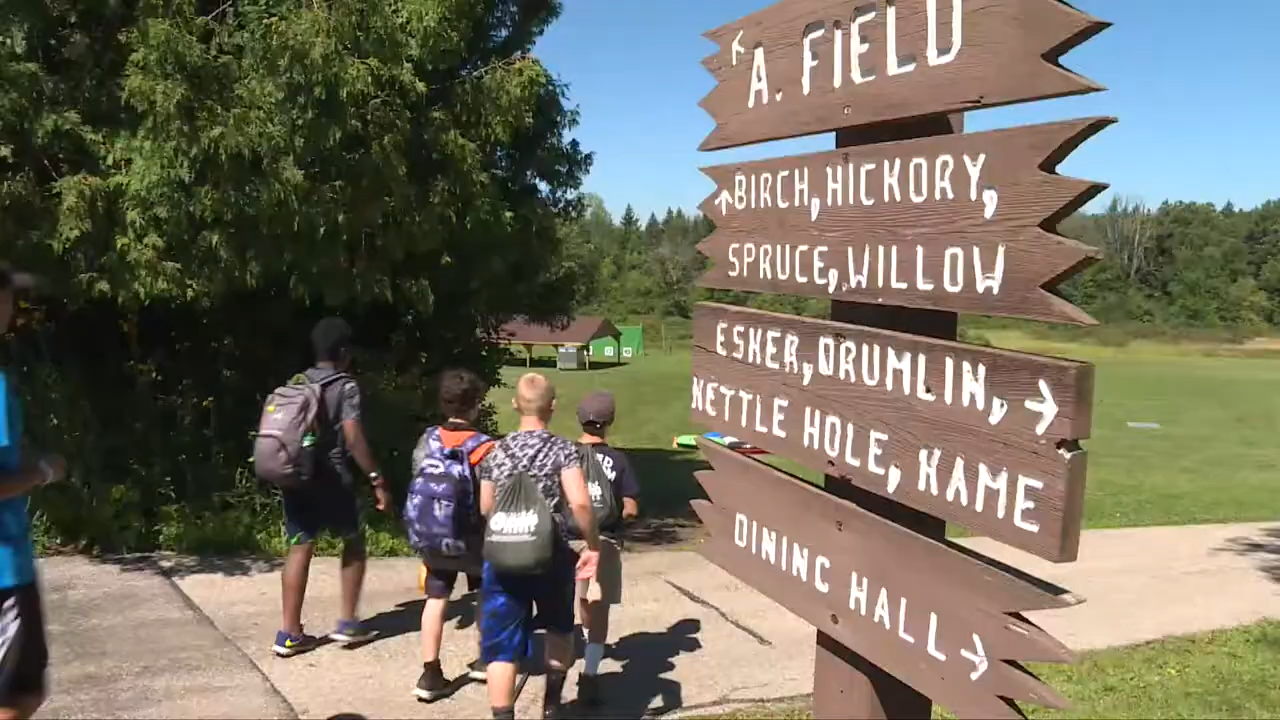 A. FIELD
↑BIRCH, HICKORY,
SPRUCE, WILLOW
ESKER, DRUMLIN, →
KETTLE HOLE, KAME
DINING HALL →